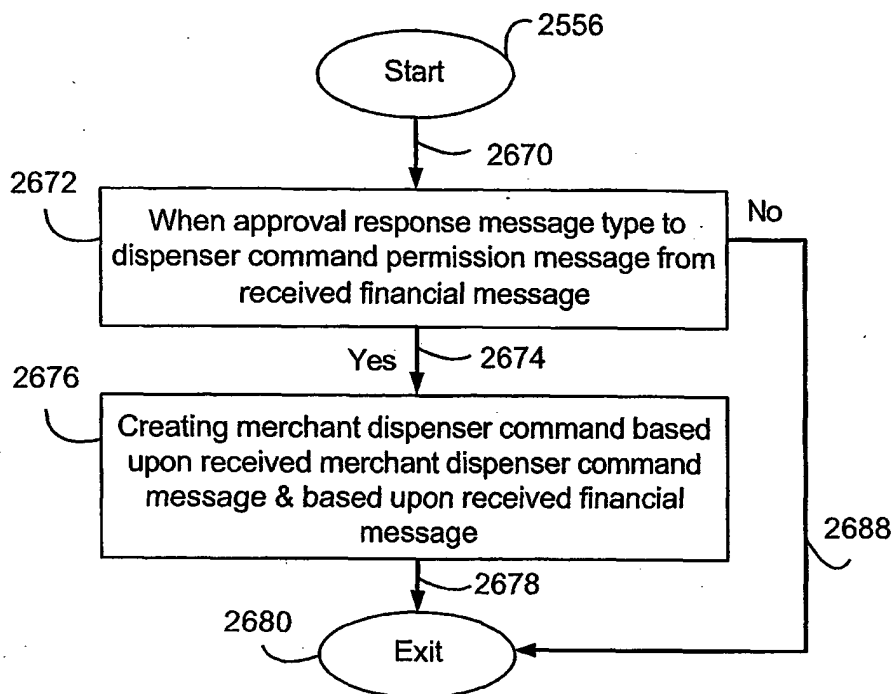 2556
Start
2670
2672
When approval response message type to
dispenser command permission message from
received financial message
No
Yes
2674
2676
Creating merchant dispenser command based
upon received merchant dispenser command
message & based upon received financial
message
2688
2678
2680
Exit